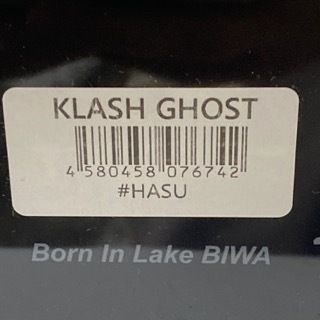 KLASH GHOST
4 580458 076742
#HASU
Born In Lake BIWA